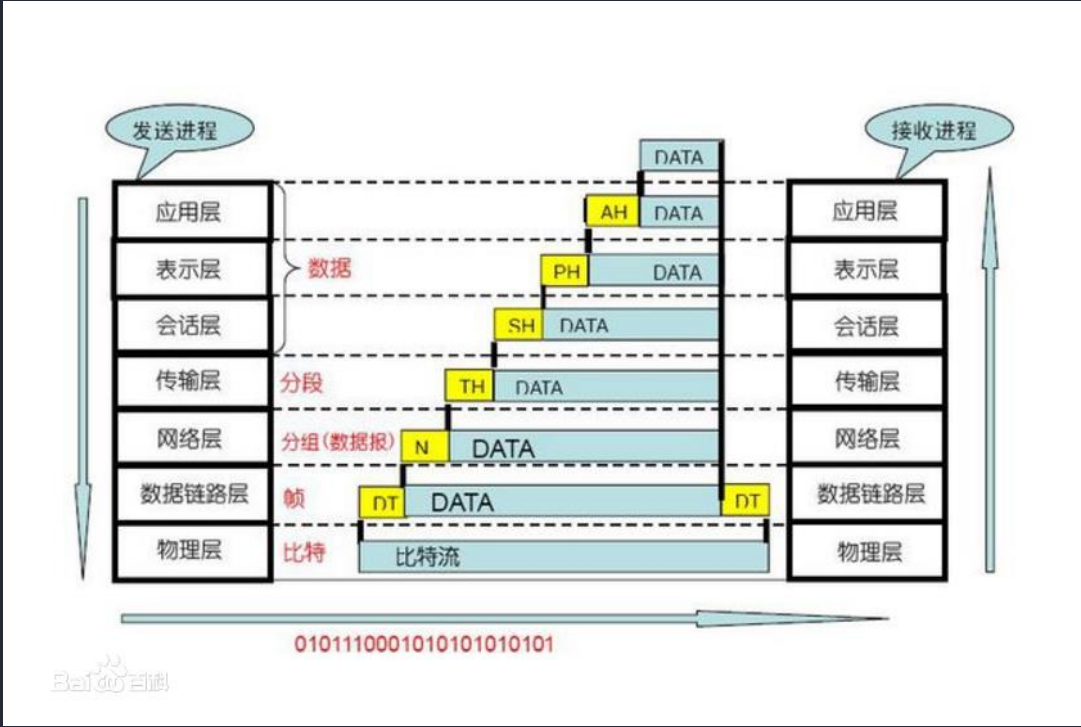 发送进程
接收进程
DATA
应用层
AH
DATA
应用层
表示层
数据
PH
DATA
表示层
会话层
SH
DATA
会话层
传输层
分段
TH
DATA
传输层
网络层
分组(数据报)
N
DATA
网络层
数据链路层
帧
DT
DATA
DT
数据链路层
物理层
比特
比特流
物理层
0101110001010101010101
Bai百科